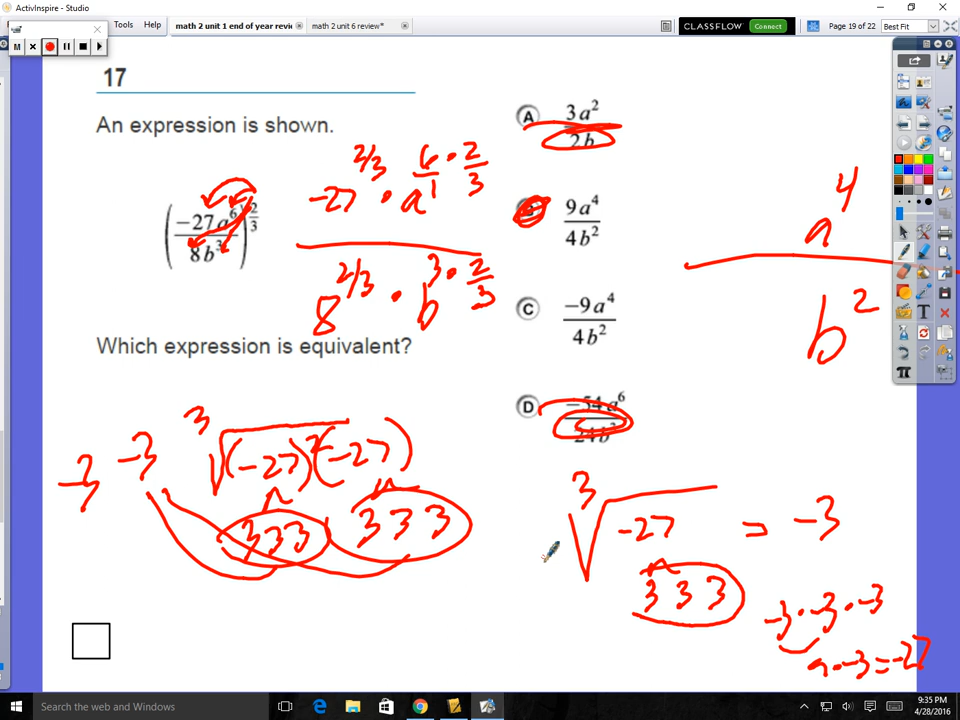 ActivInspire - Studio
Tools
math 2 unit 1 end of year revie
math 2 unit 6 review*
CLASSFLOW
Connect
Page 19 of 22
Best Fit
M
17
An expression is shown.
(−27a⁶ / 8b³)^(2/3)
−27^(2/3) · a^(6/1 · 2/3)
8^(2/3) · b^(3 · 2/3)
Which expression is equivalent?
A 3a² / 2b
9a⁴ / 4b²
C −9a⁴ / 4b²
D −54a⁶
a⁴
b²
−3 −3 ³√(−27)(−27)
333 333
³√−27 = −3
333
−3 · −3 · −3
9 · −3 = −27
Search the web and Windows
9:35 PM
4/28/2016